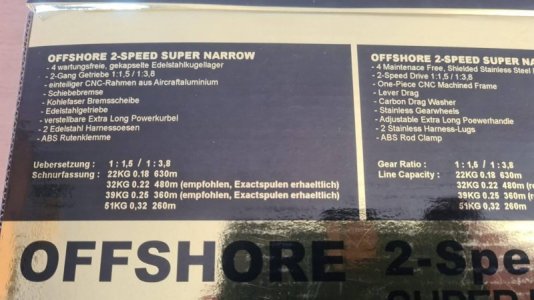 OFFSHORE 2-SPEED SUPER NARROW
- 4 wartungsfreie, gekapselte Edelstahlkugellager
- 2-Gang Getriebe 1:1,5 / 1:3,8
- einteiliger CNC-Rahmen aus Aircraftaluminium
- Schiebebremse
- Kohlefaser Bremsscheibe
- Edelstahlgetriebe
- verstellbare Extra Long Powerkurbel
- 2 Edelstahl Harnessoesen
- ABS Rutenklemme
Uebersetzung : 1 : 1,5 / 1 : 3,8
Schnurfassung : 22KG 0.18 630m
32KG 0.22 480m (empfohlen, Exactspulen erhaeltlich)
39KG 0.25 360m (empfohlen, Exactspulen erhaeltlich)
51KG 0,32 260m
OFFSHORE 2-SPEED SUPER
- 4 Maintenace Free, Shielded Stainless Steel
- 2-Speed Drive 1:1,5 / 1:3,8
- One-Piece CNC Machined Frame
- Lever Drag
- Carbon Drag Washer
- Stainless Gearwheels
- Adjustable Extra Long Poewerhandle
- 2 Stainless Harness-Lugs
- ABS Rod Clamp
Gear Ratio : 1 : 1,5 / 1 : 3,8
Line Capacity : 22KG 0.18 630m
32KG 0.22 480m
39KG 0.25 360m
51KG 0,32 260m
OFFSHORE 2-Spe